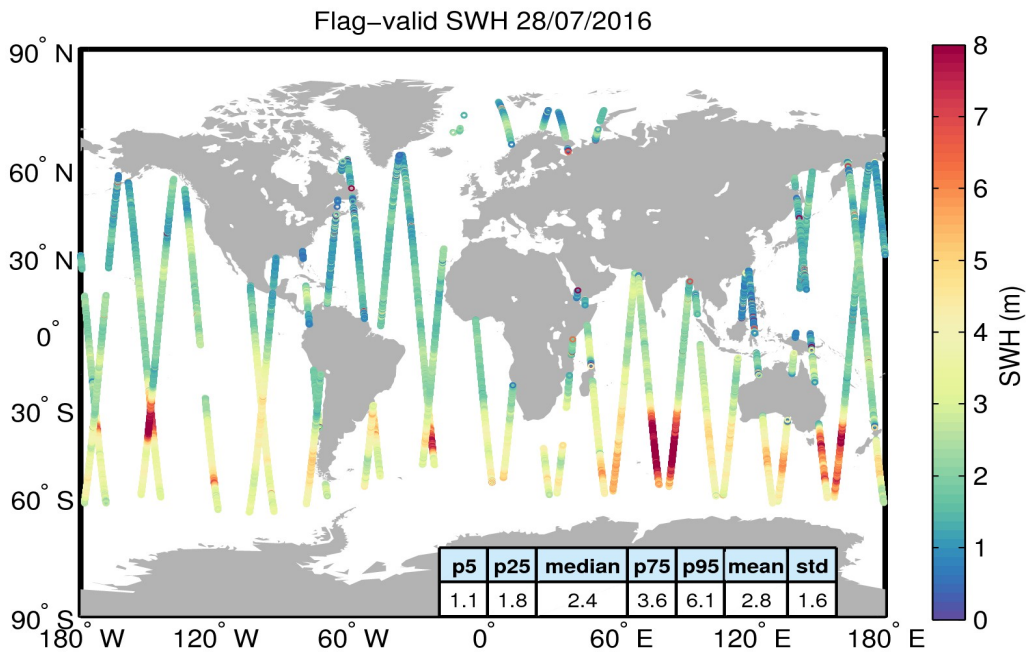 Flag−valid SWH 28/07/2016
90° N
60° N
30° N
0°
30° S
60° S
90° S
180° W
120° W
60° W
0°
60° E
120° E
180° E
p5 p25 median p75 p95 mean std
1.1 1.8 2.4 3.6 6.1 2.8 1.6
8
7
6
5
4
3
2
1
0
SWH (m)